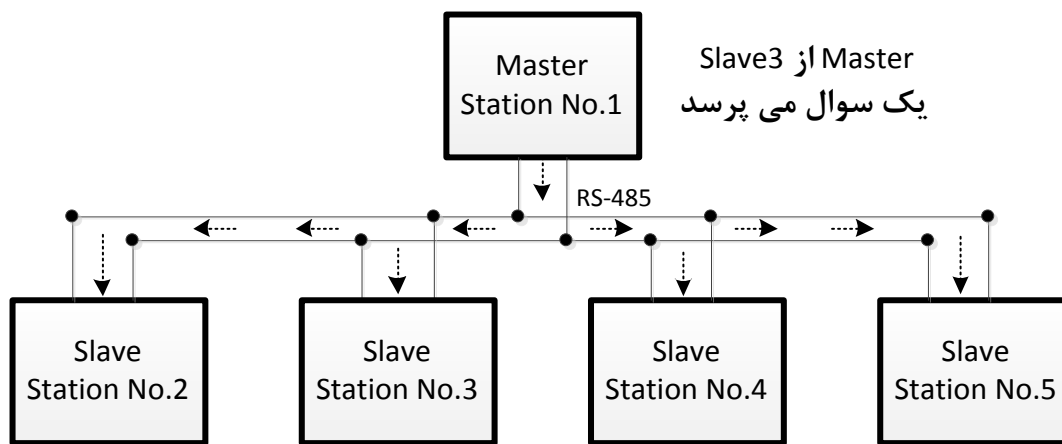 Master
Station No.1
Master از Slave3
یک سوال می پرسد
RS-485
Slave
Station No.2
Slave
Station No.3
Slave
Station No.4
Slave
Station No.5